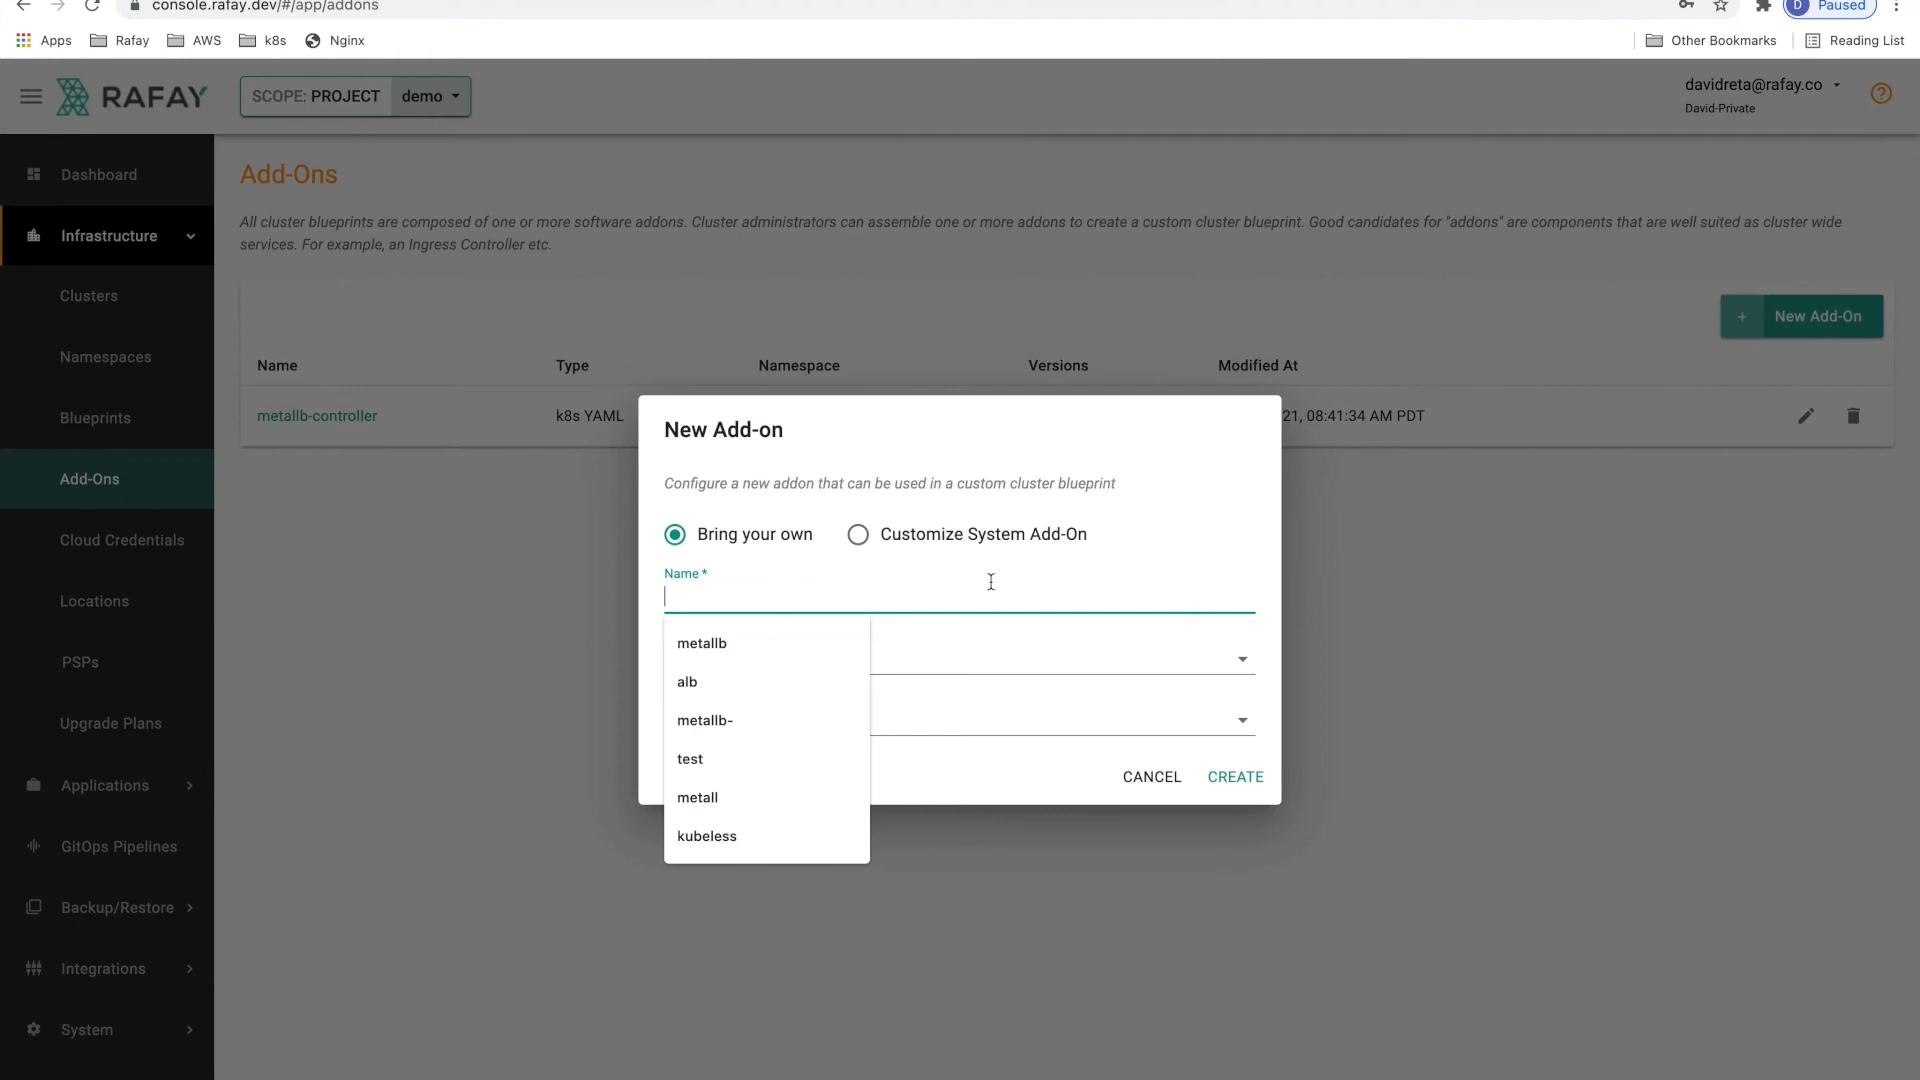 console.rafay.dev/#/app/addons
D Paused
Apps Rafay AWS k8s Nginx Other Bookmarks Reading List
RAFAY SCOPE: PROJECT demo davidreta@rafay.co ?
David-Private
Dashboard
Infrastructure
Clusters
Namespaces
Blueprints
Add-Ons
Cloud Credentials
Locations
PSPs
Upgrade Plans
Applications
GitOps Pipelines
Backup/Restore
Integrations
System
Add-Ons
All cluster blueprints are composed of one or more software addons. Cluster administrators can assemble one or more addons to create a custom cluster blueprint. Good candidates for "addons" are components that are well suited as cluster wide
services. For example, an Ingress Controller etc.
+ New Add-On
Name Type Namespace Versions Modified At
metallb-controller k8s YAML 21, 08:41:34 AM PDT
New Add-on
Configure a new addon that can be used in a custom cluster blueprint
Bring your own Customize System Add-On
Name *
metallb
alb
metallb-
test
metall
kubeless
CANCEL CREATE